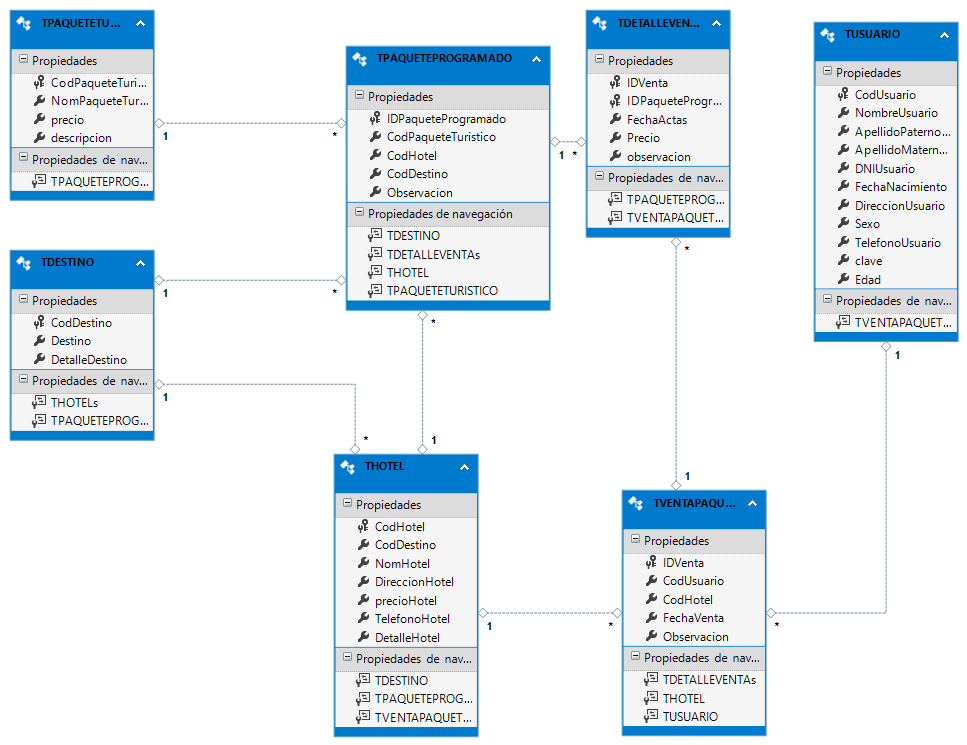 TPAQUETETU...
Propiedades
CodPaqueteTuri...
NomPaqueteTur...
precio
descripcion
Propiedades de nav...
TPAQUETEPROG...
1
*
TPAQUETEPROGRAMADO
Propiedades
IDPaqueteProgramado
CodPaqueteTuristico
CodHotel
CodDestino
Observacion
Propiedades de navegación
TDESTINO
TDETALLEVENTAs
THOTEL
TPAQUETETURISTICO
1
*
TDETALLEVEN...
Propiedades
IDVenta
IDPaqueteProgr...
FechaActas
Precio
observacion
Propiedades de nav...
TPAQUETEPROG...
TVENTAPAQUET...
*
1
TUSUARIO
Propiedades
CodUsuario
NombreUsuario
ApellidoPaterno...
ApellidoMatern...
DNIUsuario
FechaNacimiento
DireccionUsuario
Sexo
TelefonoUsuario
clave
Edad
Propiedades de nav...
TVENTAPAQUET...
1
*
TDESTINO
Propiedades
CodDestino
Destino
DetalleDestino
Propiedades de nav...
THOTELs
TPAQUETEPROG...
1
*
1
*
*
1
THOTEL
Propiedades
CodHotel
CodDestino
NomHotel
DireccionHotel
precioHotel
TelefonoHotel
DetalleHotel
Propiedades de nav...
TDESTINO
TPAQUETEPROG...
TVENTAPAQUET...
1
*
TVENTAPAQU...
Propiedades
IDVenta
CodUsuario
CodHotel
FechaVenta
Observacion
Propiedades de nav...
TDETALLEVENTAs
THOTEL
TUSUARIO